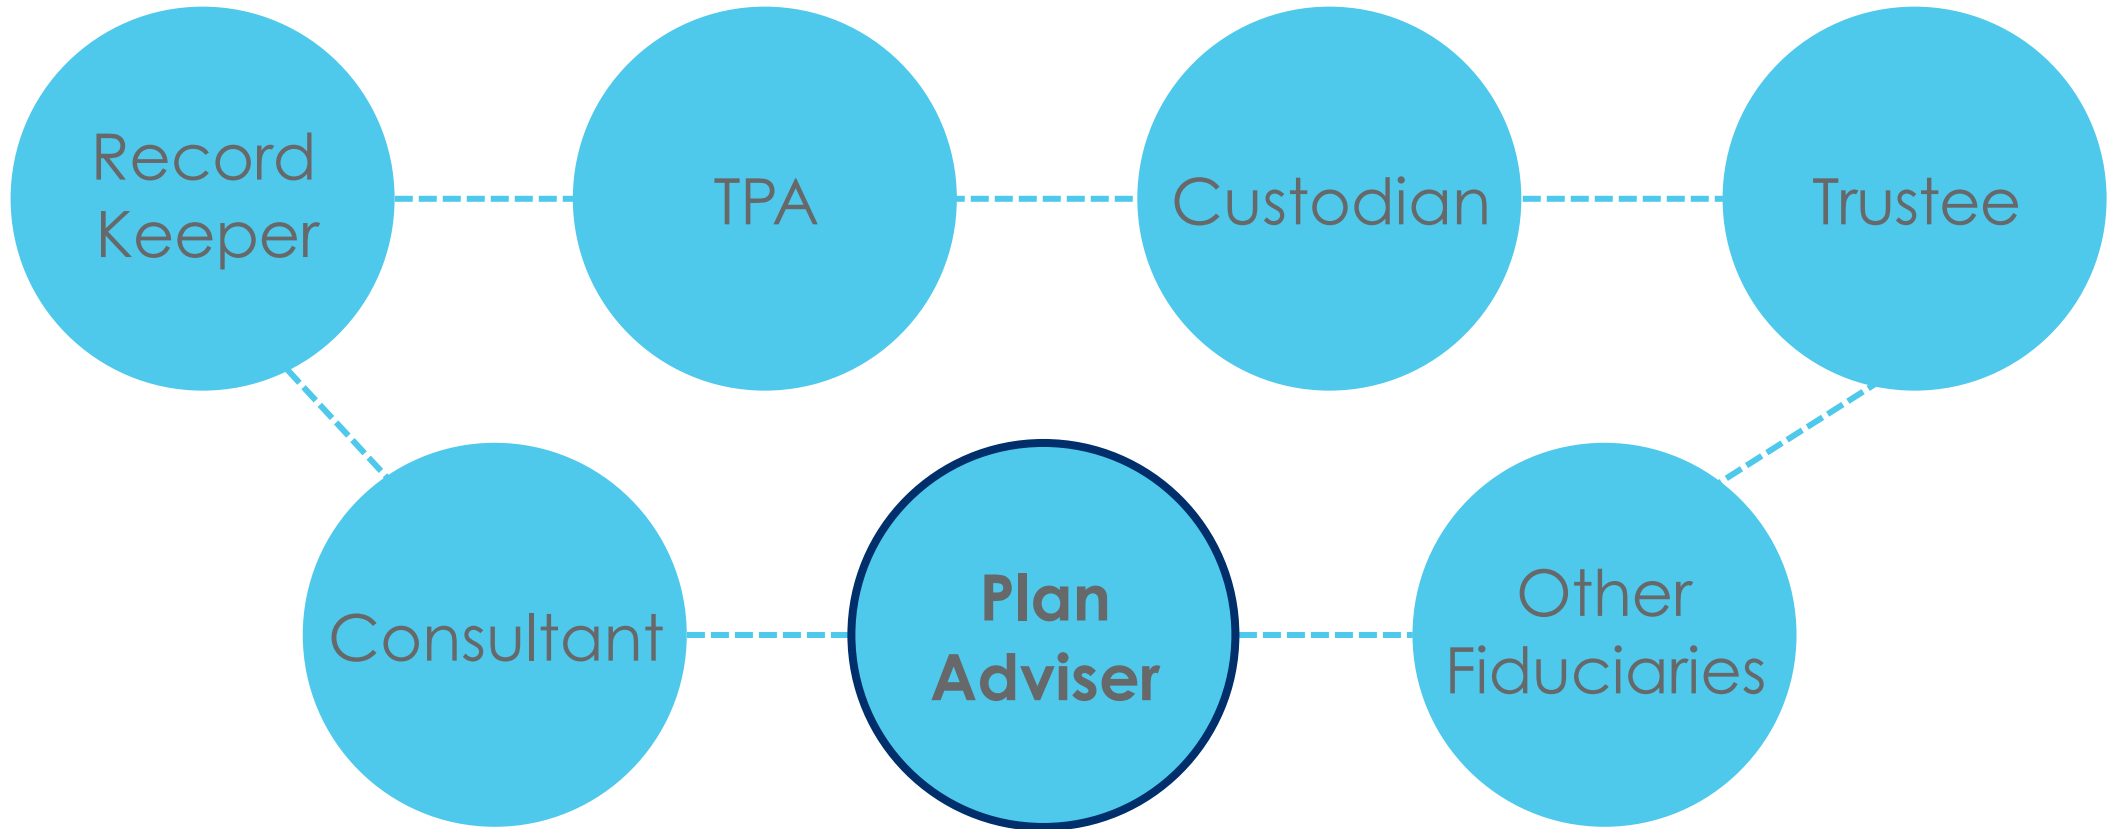 Record
Keeper
TPA
Custodian
Trustee
Consultant
Plan
Adviser
Other
Fiduciaries